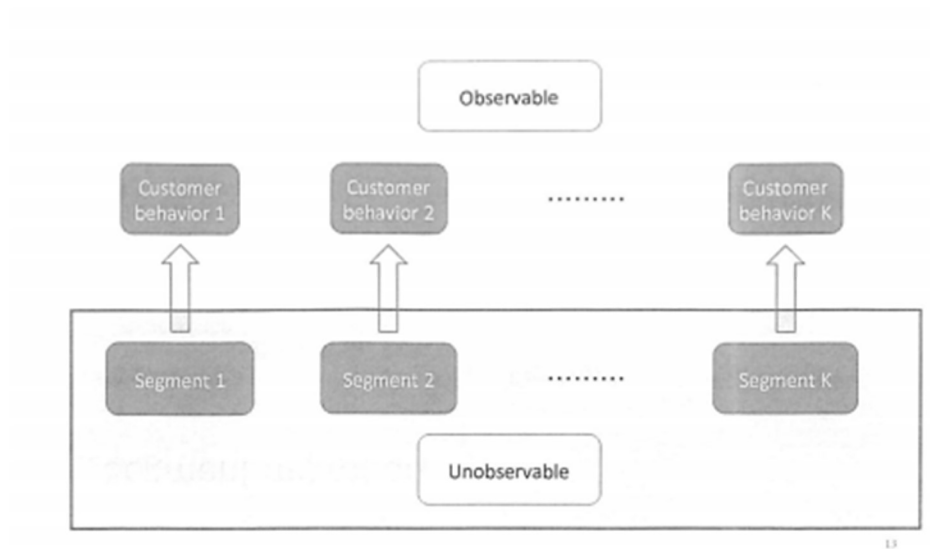 Observable
Customer
behavior 1
Customer
behavior 2
.........
Customer
behavior K
Segment 1
Segment 2
.........
Segment K
Unobservable
13